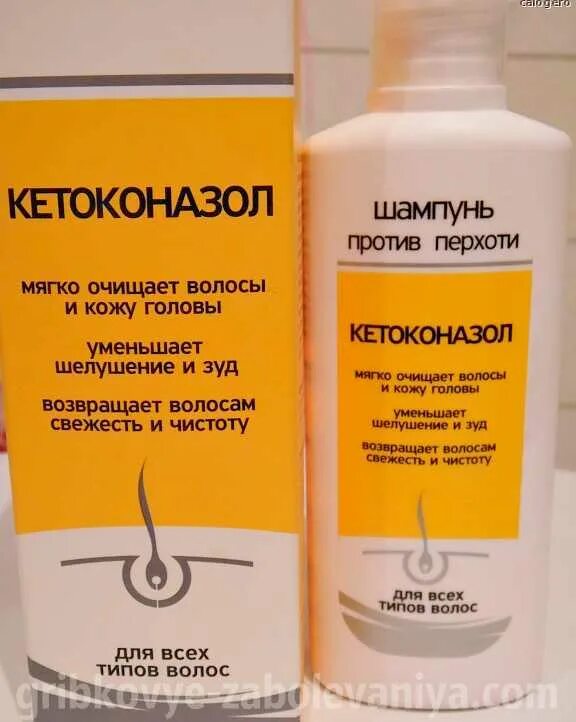 calogero
КЕТОКОНАЗОЛ
мягко очищает волосы
и кожу головы
уменьшает
шелушение и зуд
возвращает волосам
свежесть и чистоту
для всех
типов волос
шампунь
против перхоти
КЕТОКОНАЗОЛ
мягко очищает волосы
и кожу головы
уменьшает
шелушение и зуд
возвращает волосам
свежесть и чистоту
для всех
типов волос
gribkovye-zabolevaniya.com